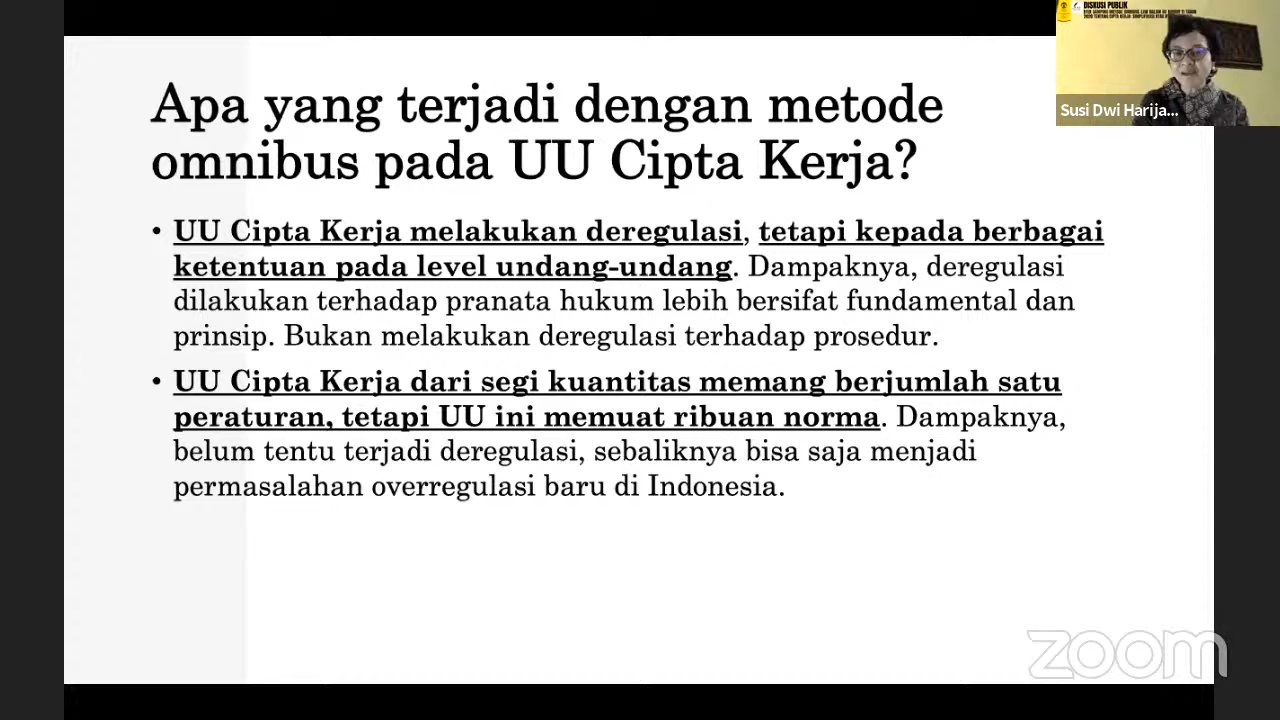 Apa yang terjadi dengan metode
omnibus pada UU Cipta Kerja?
• UU Cipta Kerja melakukan deregulasi, tetapi kepada berbagai
ketentuan pada level undang-undang. Dampaknya, deregulasi
dilakukan terhadap pranata hukum lebih bersifat fundamental dan
prinsip. Bukan melakukan deregulasi terhadap prosedur.
• UU Cipta Kerja dari segi kuantitas memang berjumlah satu
peraturan, tetapi UU ini memuat ribuan norma. Dampaknya,
belum tentu terjadi deregulasi, sebaliknya bisa saja menjadi
permasalahan overregulasi baru di Indonesia.
DISKUSI PUBLIK
Susi Dwi Harija...
zoom